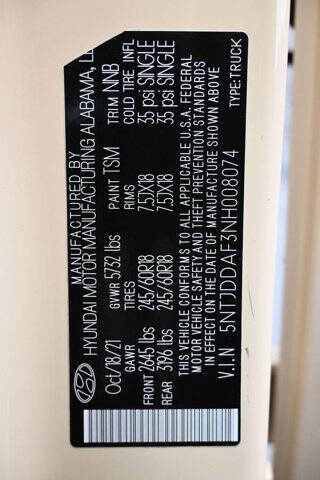 MANUFACTURED BY
HYUNDAI MOTOR MANUFACTURING ALABAMA, LL
Oct/18/21 GVWR 5732 lbs PAINT TSM TRIM NNB
GAWR TIRES RIMS COLD TIRE INFL
FRONT 2645 lbs 245/60R18 7.5JX18 35 psi SINGLE
REAR 3196 lbs 245/60R18 7.5JX18 35 psi SINGLE
THIS VEHICLE CONFORMS TO ALL APPLICABLE U.S.A. FEDERAL
MOTOR VEHICLE SAFETY AND THEFT PREVENTION STANDARDS
IN EFFECT ON THE DATE OF MANUFACTURE SHOWN ABOVE
V.I.N 5NTJDDAF3NH008074 TYPE:TRUCK